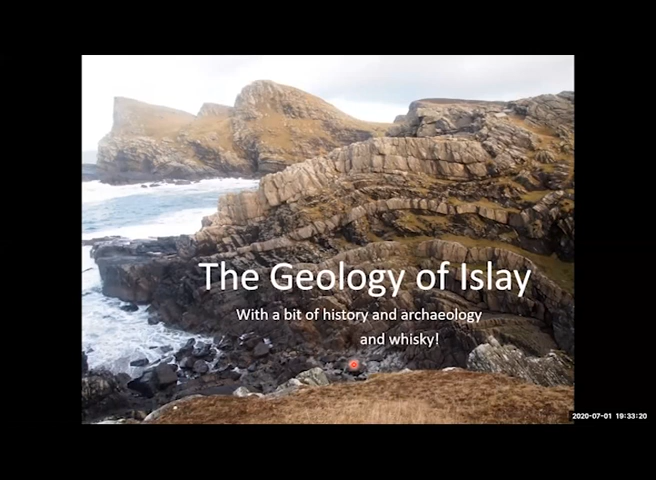 The Geology of Islay
With a bit of history and archaeology
and whisky!
2020-07-01 19:33:20